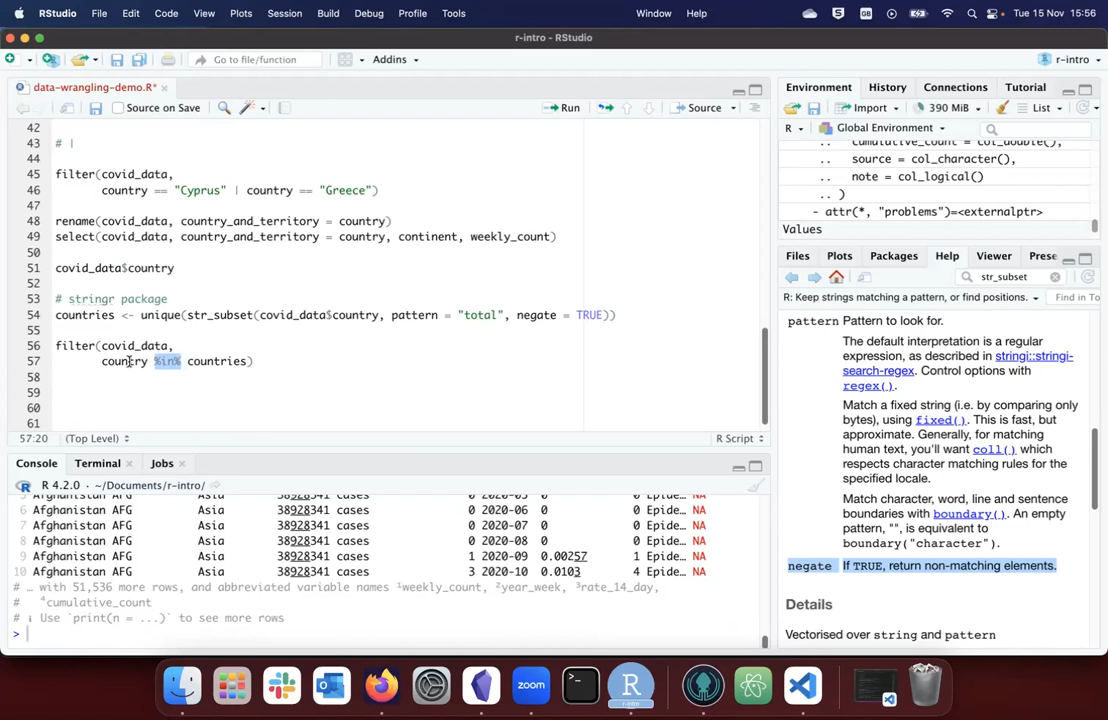 RStudio File Edit Code View Plots Session Build Debug Profile Tools Window Help Tue 15 Nov 15:56
r-intro - RStudio
Go to file/function Addins r-intro
data-wrangling-demo.R*
Source on Save Run Source
42
43 # |
44
45 filter(covid_data,
46 country == "Cyprus" | country == "Greece")
47
48 rename(covid_data, country_and_territory = country)
49 select(covid_data, country_and_territory = country, continent, weekly_count)
50
51 covid_data$country
52
53 # stringr package
54 countries <- unique(str_subset(covid_data$country, pattern = "total", negate = TRUE))
55
56 filter(covid_data,
57 country %in% countries)
58
59
60
61
57:20 (Top Level) R Script
Console Terminal Jobs
R 4.2.0 · ~/Documents/r-intro/
6 Afghanistan AFG Asia 38928341 cases 0 2020-06 0 0 Epide… NA
7 Afghanistan AFG Asia 38928341 cases 0 2020-07 0 0 Epide… NA
8 Afghanistan AFG Asia 38928341 cases 0 2020-08 0 0 Epide… NA
9 Afghanistan AFG Asia 38928341 cases 1 2020-09 0.00257 1 Epide… NA
10 Afghanistan AFG Asia 38928341 cases 3 2020-10 0.0103 4 Epide… NA
# … with 51,536 more rows, and abbreviated variable names ¹weekly_count, ²year_week, ³rate_14_day,
# ⁴cumulative_count
# ℹ Use `print(n = ...)` to see more rows
>
Environment History Connections Tutorial
Import 390 MiB List
R Global Environment
.. cumulative_count = col_double(),
.. source = col_character(),
.. note = col_logical()
.. )
- attr(*, "problems")=<externalptr>
Values
Files Plots Packages Help Viewer Prese
str_subset
R: Keep strings matching a pattern, or find positions. Find in To
pattern Pattern to look for.
The default interpretation is a regular
expression, as described in stringi::stringi-
search-regex. Control options with
regex().
Match a fixed string (i.e. by comparing only
bytes), using fixed(). This is fast, but
approximate. Generally, for matching
human text, you'll want coll() which
respects character matching rules for the
specified locale.
Match character, word, line and sentence
boundaries with boundary(). An empty
pattern, "", is equivalent to
boundary("character").
negate If TRUE, return non-matching elements.
Details
Vectorised over string and pattern
zoom
R
r-intro